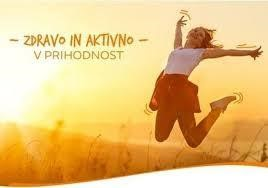 – ZDRAVO IN AKTIVNO –
V PRIHODNOST